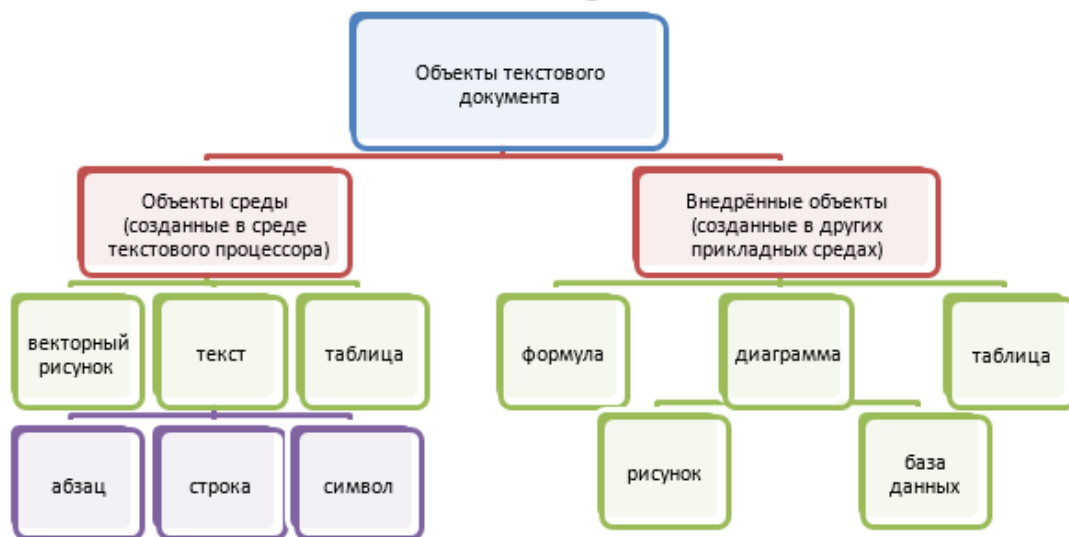 Объекты текстового
документа
Объекты среды
(созданные в среде
текстового процессора)
Внедрённые объекты
(созданные в других
прикладных средах)
векторный
рисунок
текст
таблица
формула
диаграмма
таблица
абзац
строка
символ
рисунок
база
данных